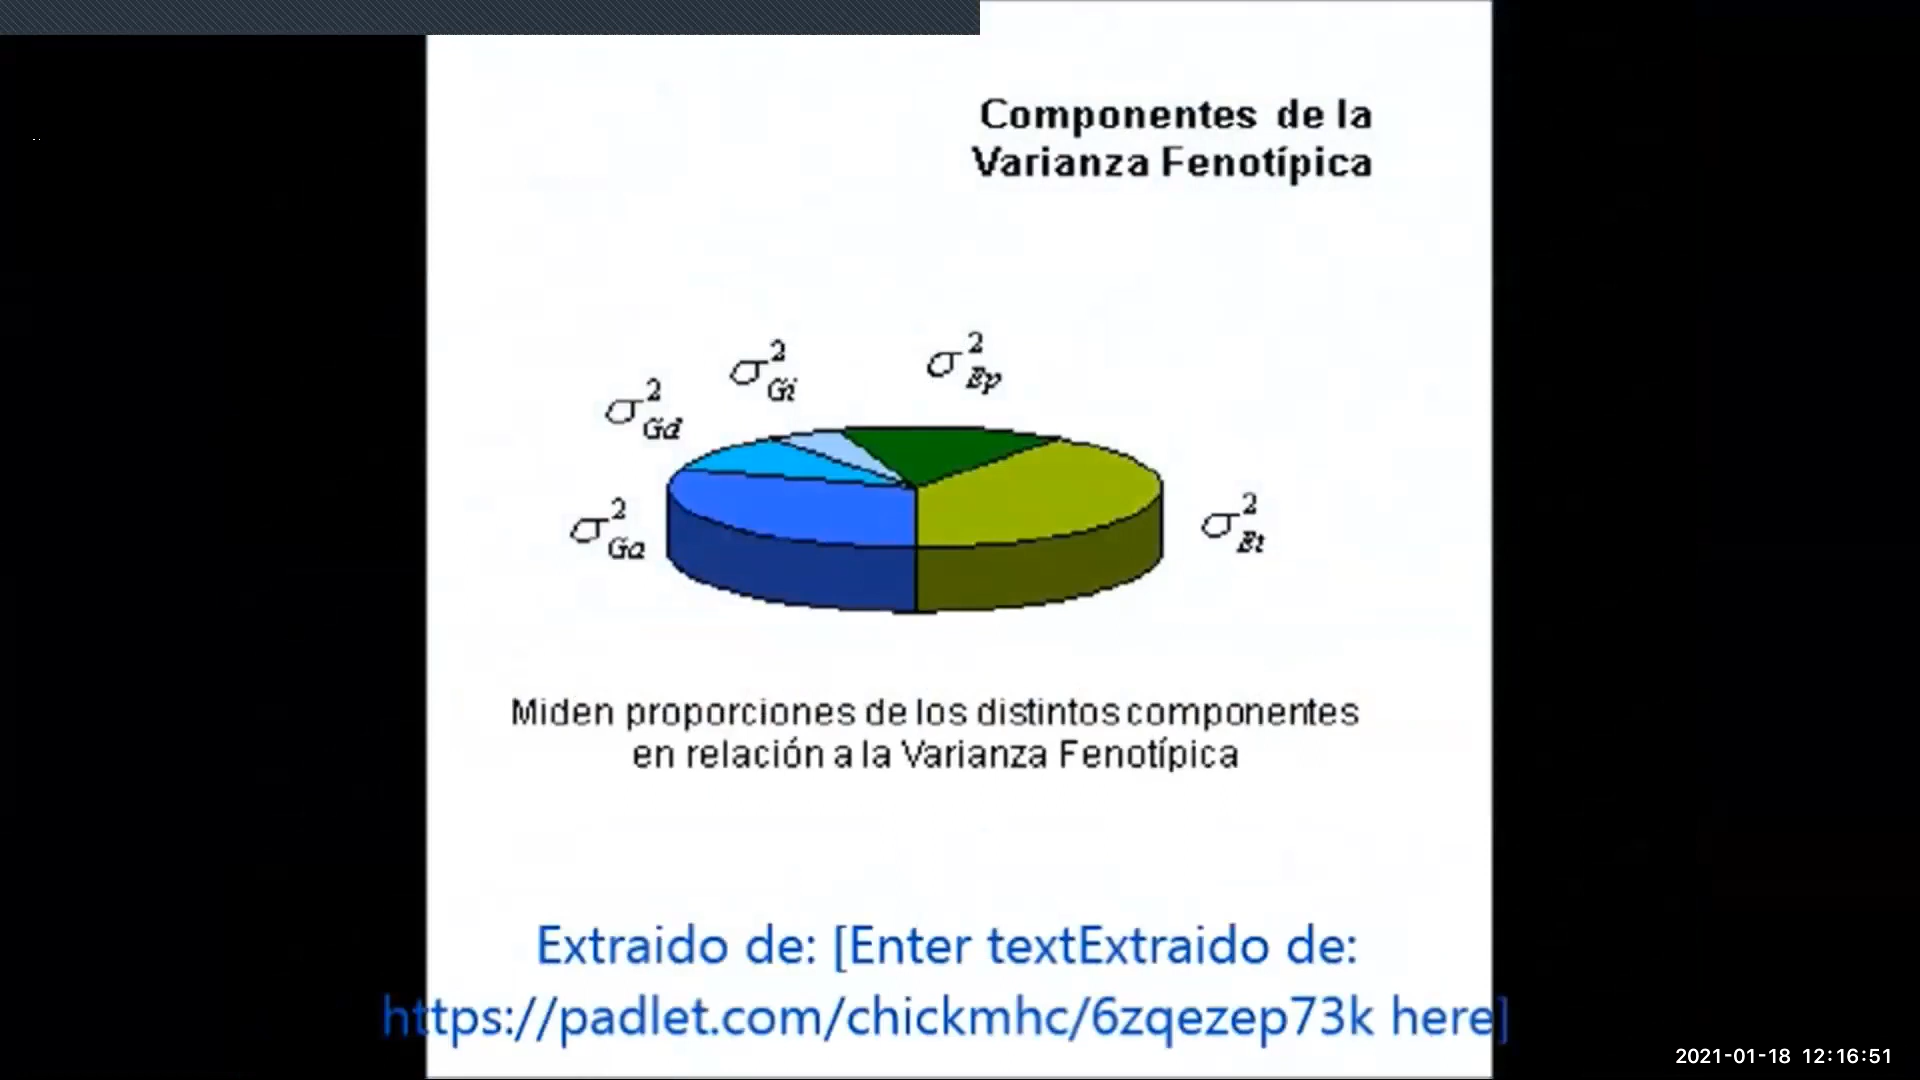 Componentes de la
Varianza Fenotípica
σ²Gd
σ²Gi
σ²Ep
σ²Ga
σ²Et
Miden proporciones de los distintos componentes
en relación a la Varianza Fenotípica
Extraido de: [Enter textExtraido de:
https://padlet.com/chickmhc/6zqezep73k here]
2021-01-18 12:16:51